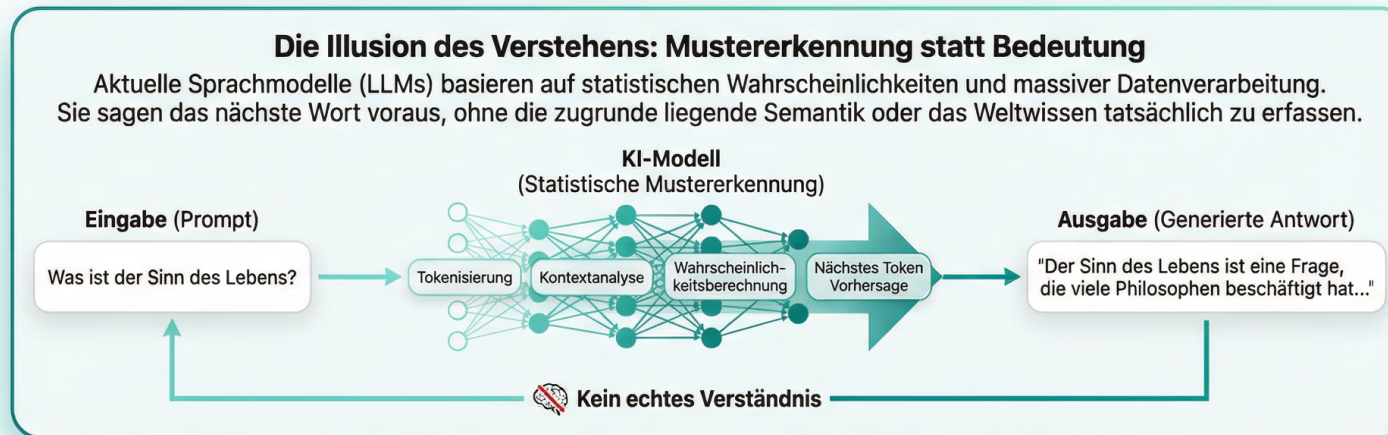 Die Illusion des Verstehens: Mustererkennung statt Bedeutung
Aktuelle Sprachmodelle (LLMs) basieren auf statistischen Wahrscheinlichkeiten und massiver Datenverarbeitung.
Sie sagen das nächste Wort voraus, ohne die zugrunde liegende Semantik oder das Weltwissen tatsächlich zu erfassen.
KI-Modell
(Statistische Mustererkennung)
Eingabe (Prompt)
Was ist der Sinn des Lebens?
Tokenisierung
Kontextanalyse
Wahrscheinlich-
keitsberechnung
Nächstes Token
Vorhersage
Ausgabe (Generierte Antwort)
"Der Sinn des Lebens ist eine Frage,
die viele Philosophen beschäftigt hat..."
Kein echtes Verständnis